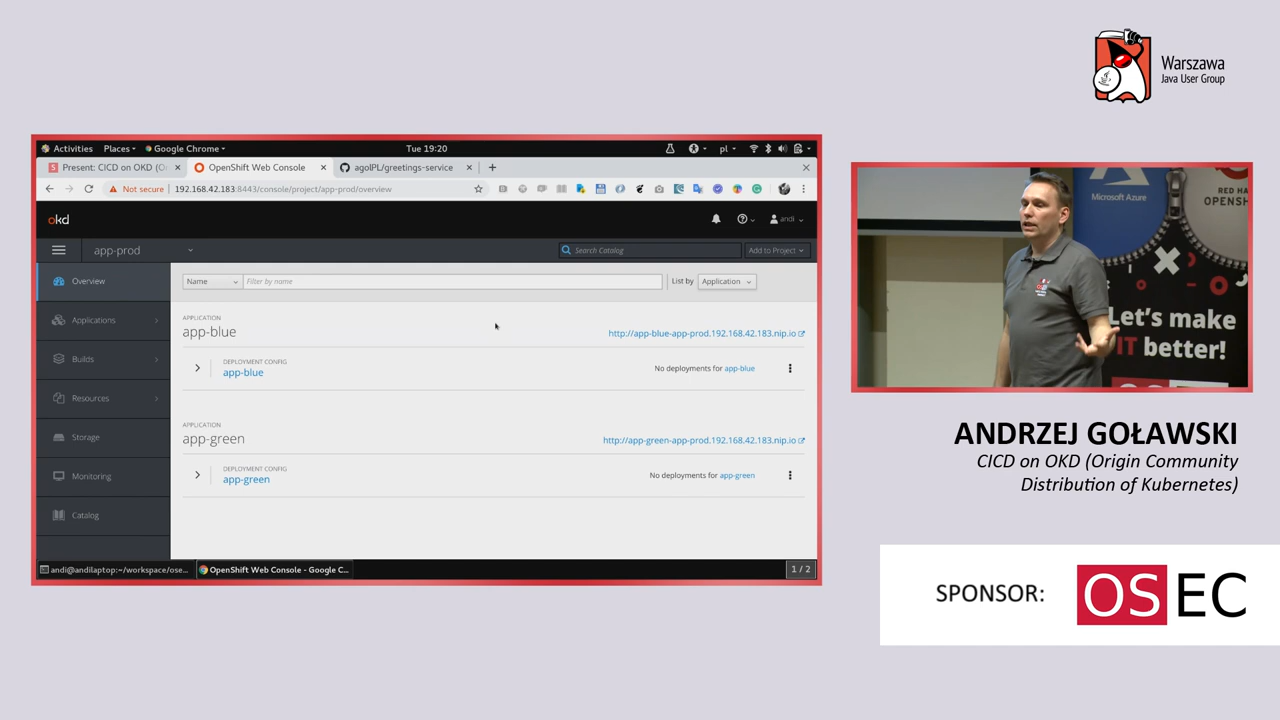 Warszawa
Java User Group
Activities Places Google Chrome Tue 19:20 pl
Present: CICD on OKD (O OpenShift Web Console agolPL/greetings-service
Not secure 192.168.42.183:8443/console/project/app-prod/overview
okd andi
app-prod Search Catalog Add to Project
Overview
Applications
Builds
Resources
Storage
Monitoring
Catalog
Name Filter by name List by Application
APPLICATION
app-blue http://app-blue-app-prod.192.168.42.183.nip.io
DEPLOYMENT CONFIG
app-blue No deployments for app-blue
APPLICATION
app-green http://app-green-app-prod.192.168.42.183.nip.io
DEPLOYMENT CONFIG
app-green No deployments for app-green
andi@andilaptop:~/workspace/ose... OpenShift Web Console - Google C... 1 / 2
Microsoft Azure
RED HA
OPENSH
Let's make
IT better!
ANDRZEJ GOŁAWSKI
CICD on OKD (Origin Community
Distribution of Kubernetes)
SPONSOR: OSEC